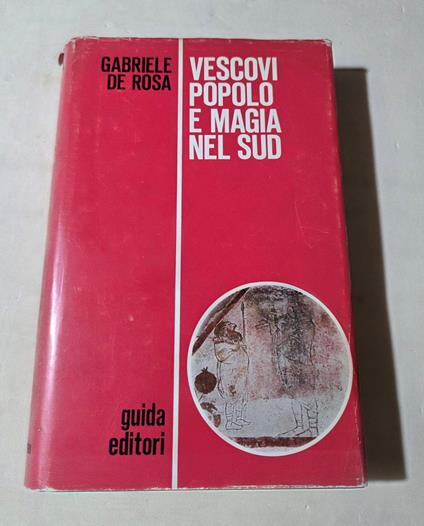 GABRIELE
DE ROSA
VESCOVI
POPOLO
E MAGIA
NEL SUD
guida
editori